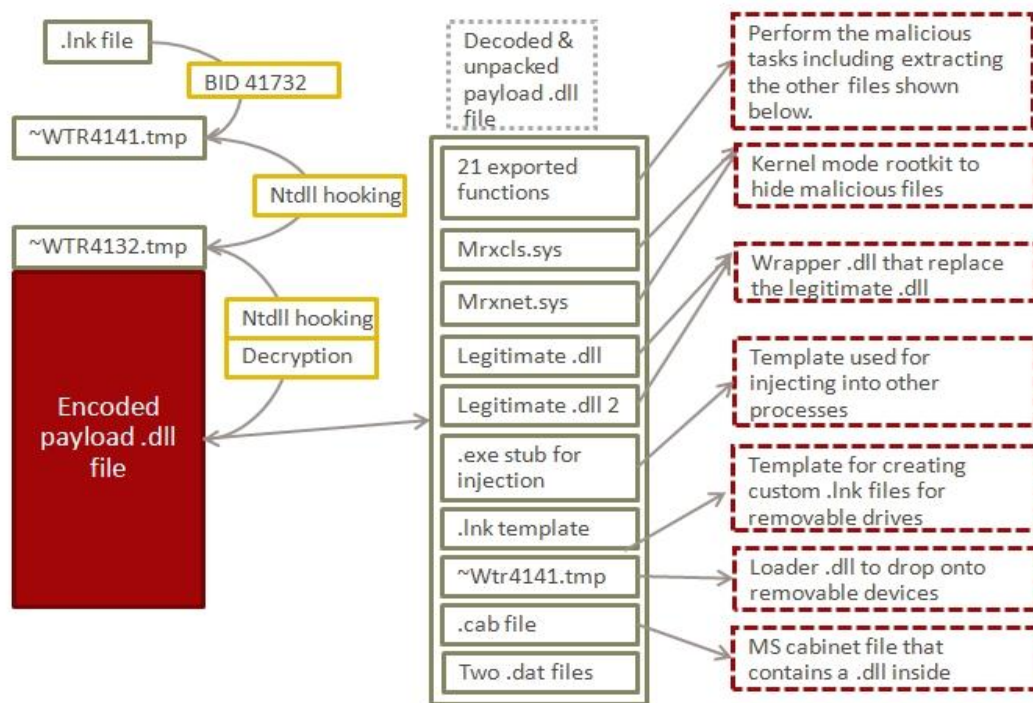 .lnk file
BID 41732
~WTR4141.tmp
Ntdll hooking
~WTR4132.tmp
Ntdll hooking
Decryption
Encoded
payload .dll
file
Decoded &
unpacked
payload .dll
file
21 exported
functions
Mrxcls.sys
Mrxnet.sys
Legitimate .dll
Legitimate .dll 2
.exe stub for
injection
.lnk template
~Wtr4141.tmp
.cab file
Two .dat files
Perform the malicious
tasks including extracting
the other files shown
below.
Kernel mode rootkit to
hide malicious files
Wrapper .dll that replace
the legitimate .dll
Template used for
injecting into other
processes
Template for creating
custom .lnk files for
removable drives
Loader .dll to drop onto
removable devices
MS cabinet file that
contains a .dll inside